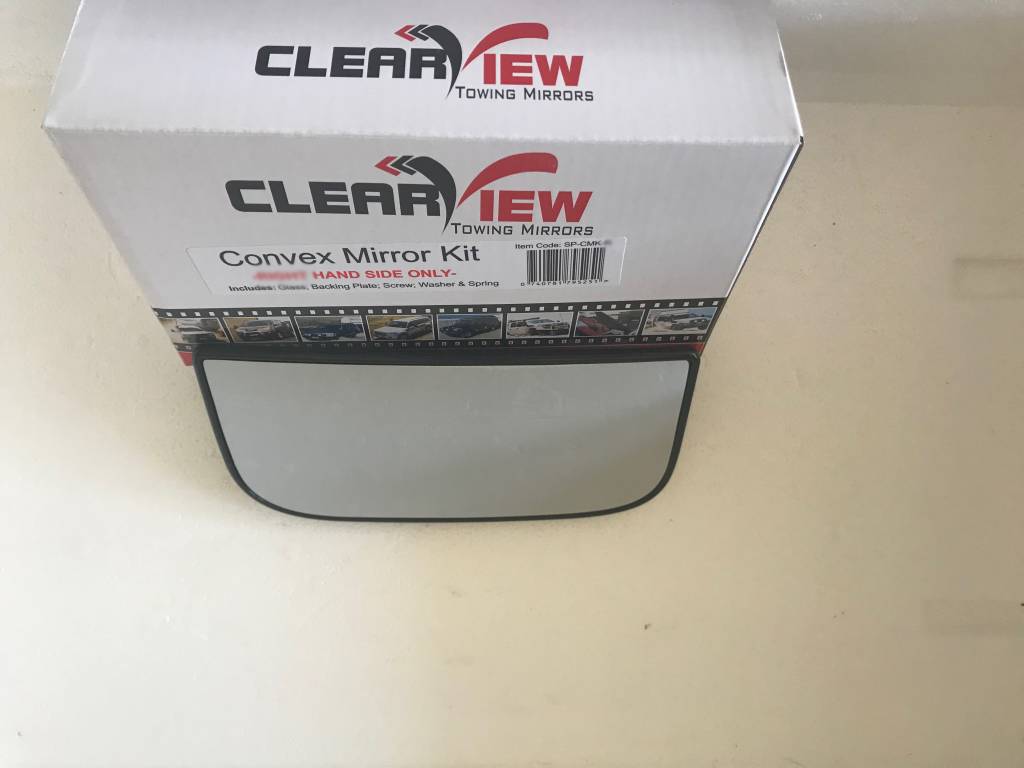 CLEARVIEW
TOWING MIRRORS
CLEARVIEW
TOWING MIRRORS
Item Code: SP-CMK-
Convex Mirror Kit
HAND SIDE ONLY-
Includes: Backing Plate; Screw; Washer & Spring